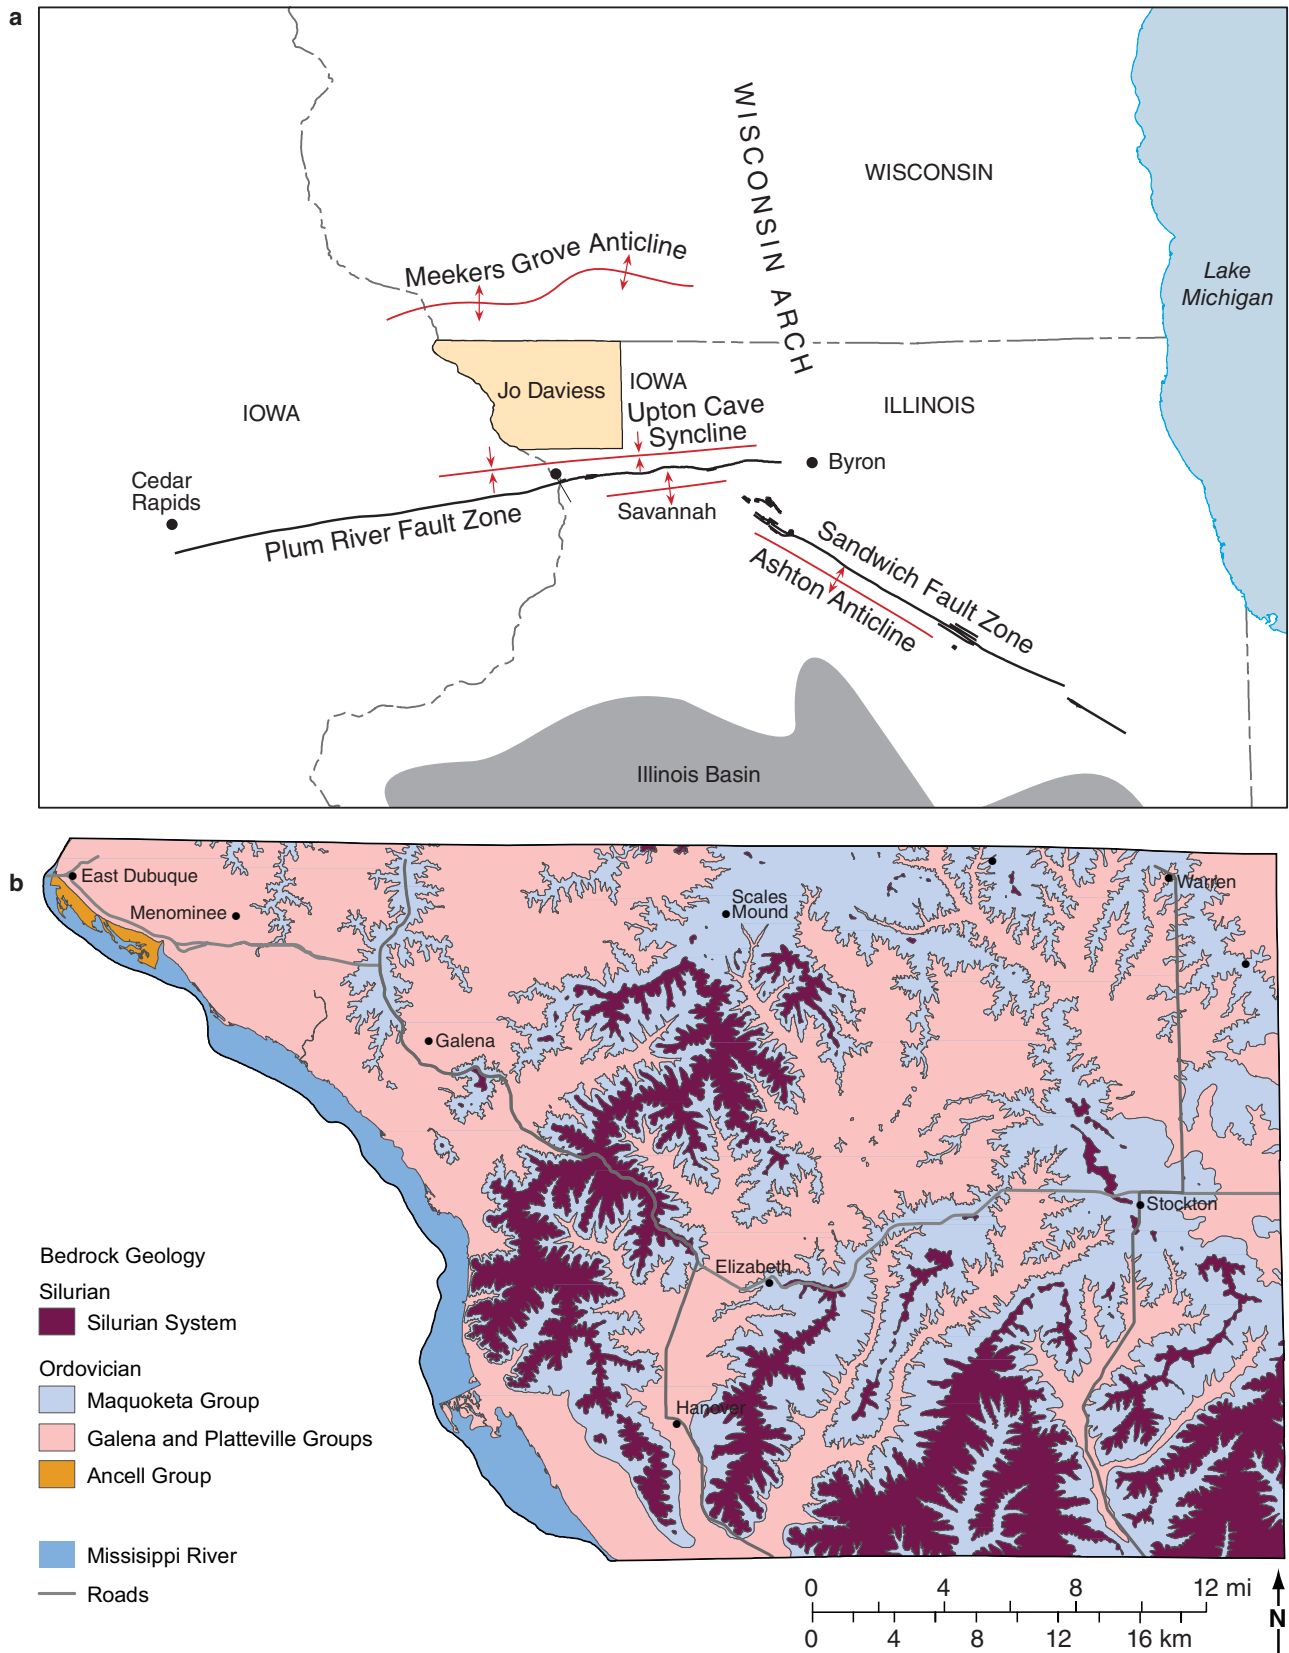 a
WISCONSIN ARCH
WISCONSIN
Lake
Michigan
Meekers Grove Anticline
Jo Daviess
IOWA
IOWA
Upton Cave
Syncline
ILLINOIS
Byron
Cedar
Rapids
Plum River Fault Zone
Savannah
Sandwich Fault Zone
Ashton Anticline
Illinois Basin
b
East Dubuque
Menominee
Scales
Mound
Warren
Galena
Stockton
Elizabeth
Hanover
Bedrock Geology
Silurian
Silurian System
Ordovician
Maquoketa Group
Galena and Platteville Groups
Ancell Group
Missisippi River
Roads
0 4 8 12 mi
0 4 8 12 16 km
N